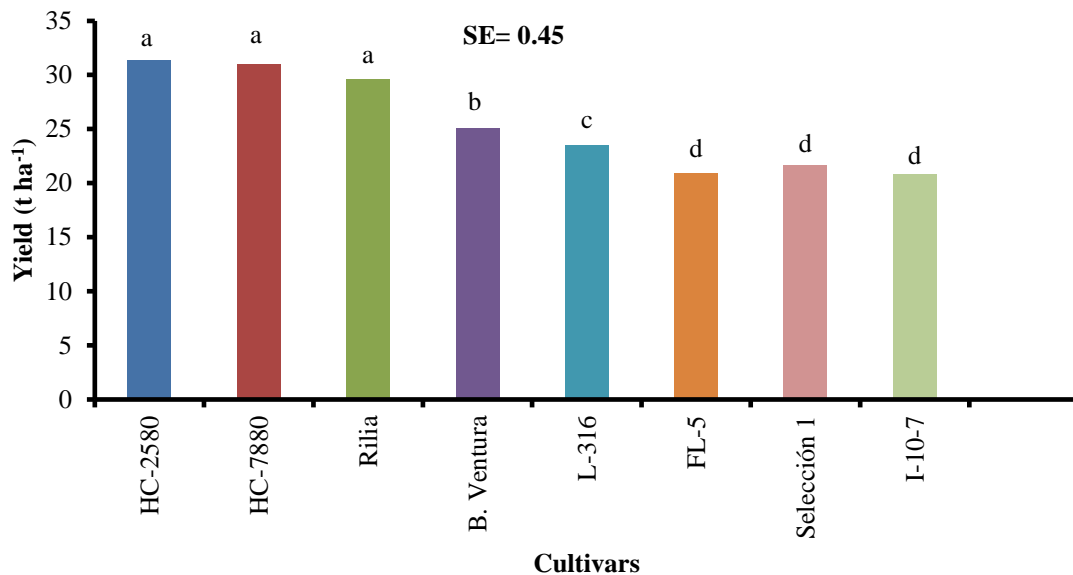 SE= 0.45
a a a b c d d d
Yield (t ha⁻¹)
35
30
25
20
15
10
5
0
HC-2580
HC-7880
Rilia
B. Ventura
L-316
FL-5
Selección 1
I-10-7
Cultivars